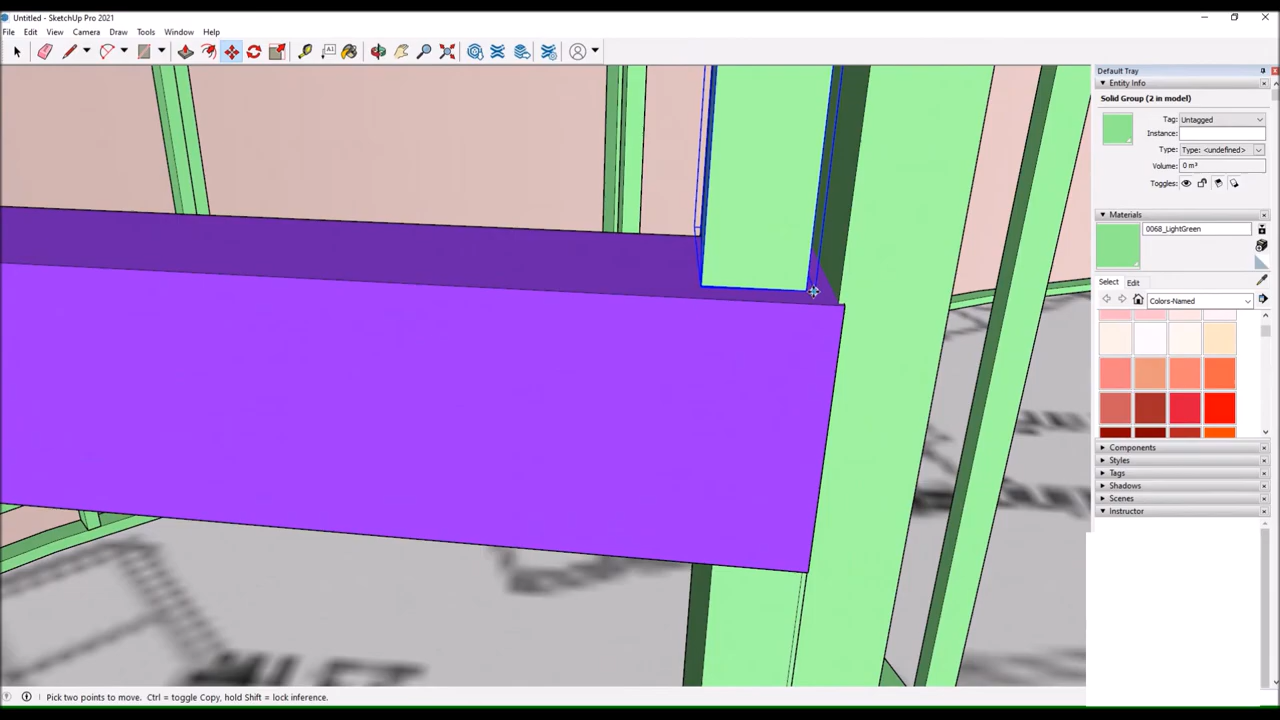 Untitled - SketchUp Pro 2021
File Edit Camera Draw Tools Window Help
A1
Default Tray
Entity Info
Solid Group (2 in model)
Tag: Untagged
Instance:
Type: Type: <undefined>
Volume: 0 m³
Toggles:
Materials
0068_LightGreen
Select Edit
Colors-Named
Components
Styles
Tags
Shadows
Scenes
Instructor
Pick two points to move. Ctrl = toggle Copy, hold Shift = lock inference.